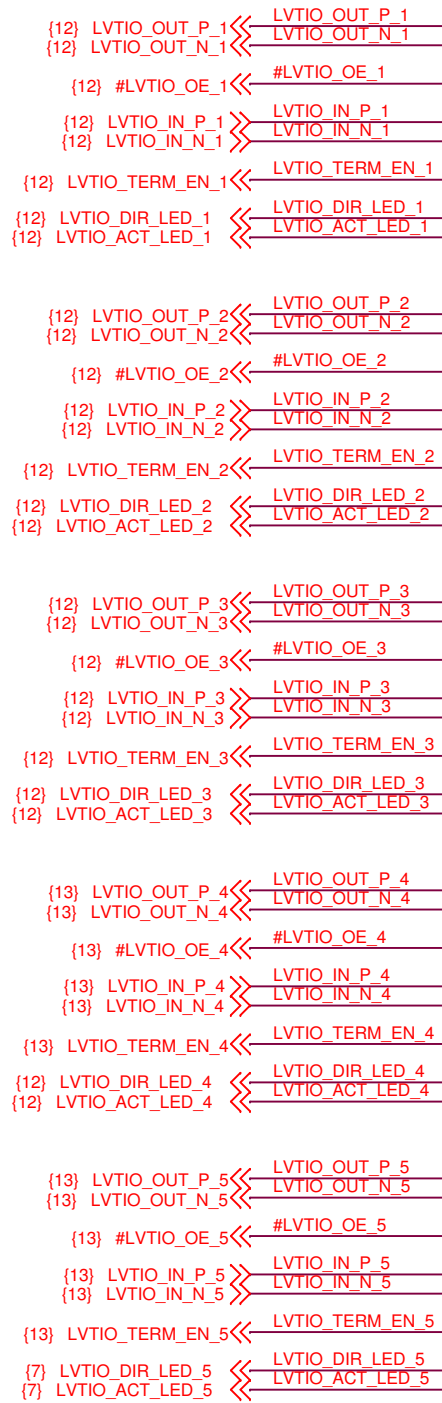 {12} LVTIO_OUT_P_1 LVTIO_OUT_P_1
{12} LVTIO_OUT_N_1 LVTIO_OUT_N_1
{12} #LVTIO_OE_1 #LVTIO_OE_1
{12} LVTIO_IN_P_1 LVTIO_IN_P_1
{12} LVTIO_IN_N_1 LVTIO_IN_N_1
{12} LVTIO_TERM_EN_1 LVTIO_TERM_EN_1
{12} LVTIO_DIR_LED_1 LVTIO_DIR_LED_1
{12} LVTIO_ACT_LED_1 LVTIO_ACT_LED_1
{12} LVTIO_OUT_P_2 LVTIO_OUT_P_2
{12} LVTIO_OUT_N_2 LVTIO_OUT_N_2
{12} #LVTIO_OE_2 #LVTIO_OE_2
{12} LVTIO_IN_P_2 LVTIO_IN_P_2
{12} LVTIO_IN_N_2 LVTIO_IN_N_2
{12} LVTIO_TERM_EN_2 LVTIO_TERM_EN_2
{12} LVTIO_DIR_LED_2 LVTIO_DIR_LED_2
{12} LVTIO_ACT_LED_2 LVTIO_ACT_LED_2
{12} LVTIO_OUT_P_3 LVTIO_OUT_P_3
{12} LVTIO_OUT_N_3 LVTIO_OUT_N_3
{12} #LVTIO_OE_3 #LVTIO_OE_3
{12} LVTIO_IN_P_3 LVTIO_IN_P_3
{12} LVTIO_IN_N_3 LVTIO_IN_N_3
{12} LVTIO_TERM_EN_3 LVTIO_TERM_EN_3
{12} LVTIO_DIR_LED_3 LVTIO_DIR_LED_3
{12} LVTIO_ACT_LED_3 LVTIO_ACT_LED_3
{13} LVTIO_OUT_P_4 LVTIO_OUT_P_4
{13} LVTIO_OUT_N_4 LVTIO_OUT_N_4
{13} #LVTIO_OE_4 #LVTIO_OE_4
{13} LVTIO_IN_P_4 LVTIO_IN_P_4
{13} LVTIO_IN_N_4 LVTIO_IN_N_4
{13} LVTIO_TERM_EN_4 LVTIO_TERM_EN_4
{12} LVTIO_DIR_LED_4 LVTIO_DIR_LED_4
{12} LVTIO_ACT_LED_4 LVTIO_ACT_LED_4
{13} LVTIO_OUT_P_5 LVTIO_OUT_P_5
{13} LVTIO_OUT_N_5 LVTIO_OUT_N_5
{13} #LVTIO_OE_5 #LVTIO_OE_5
{13} LVTIO_IN_P_5 LVTIO_IN_P_5
{13} LVTIO_IN_N_5 LVTIO_IN_N_5
{13} LVTIO_TERM_EN_5 LVTIO_TERM_EN_5
{7} LVTIO_DIR_LED_5 LVTIO_DIR_LED_5
{7} LVTIO_ACT_LED_5 LVTIO_ACT_LED_5